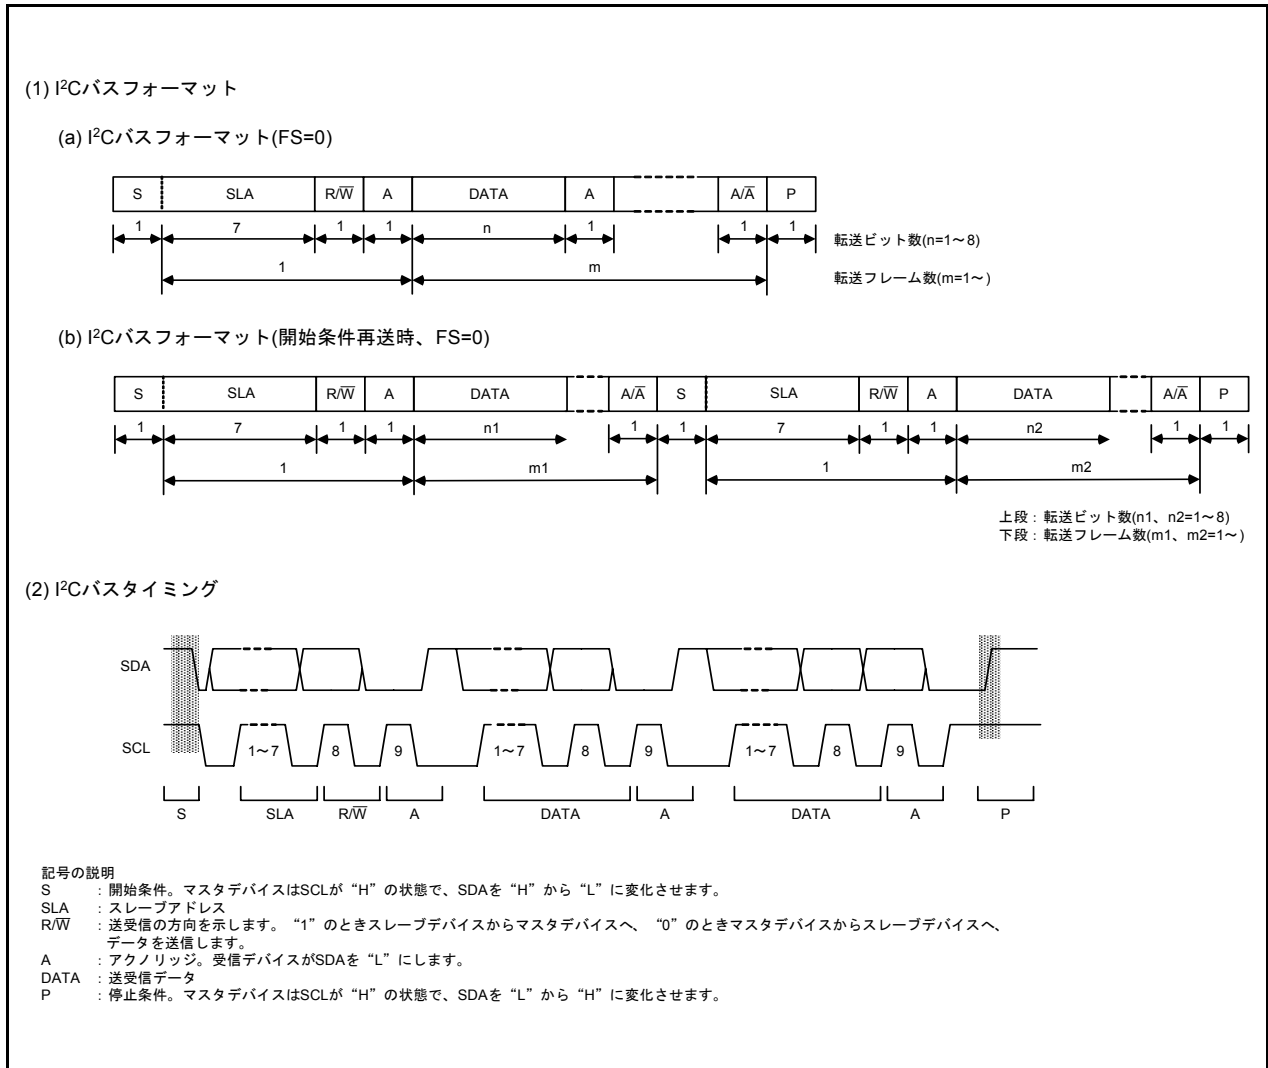 (1) I²Cバスフォーマット
(a) I²Cバスフォーマット(FS=0)
S SLA R/W̅ A DATA A A/A̅ P
1 7 1 1 n 1 1 1 転送ビット数(n=1～8)
1 m 転送フレーム数(m=1～)
(b) I²Cバスフォーマット(開始条件再送時、FS=0)
S SLA R/W̅ A DATA A/A̅ S SLA R/W̅ A DATA A/A̅ P
1 7 1 1 n1 1 1 7 1 1 n2 1 1
1 m1 1 m2
上段：転送ビット数(n1、n2=1～8)
下段：転送フレーム数(m1、m2=1～)
(2) I²Cバスタイミング
SDA
SCL 1～7 8 9 1～7 8 9 1～7 8 9
S SLA R/W̅ A DATA A DATA A P
記号の説明
S ：開始条件。マスタデバイスはSCLが“H”の状態で、SDAを“H”から“L”に変化させます。
SLA ：スレーブアドレス
R/W̅ ：送受信の方向を示します。“1”のときスレーブデバイスからマスタデバイスへ、“0”のときマスタデバイスからスレーブデバイスへ、
データを送信します。
A ：アクノリッジ。受信デバイスがSDAを“L”にします。
DATA ：送受信データ
P ：停止条件。マスタデバイスはSCLが“H”の状態で、SDAを“L”から“H”に変化させます。